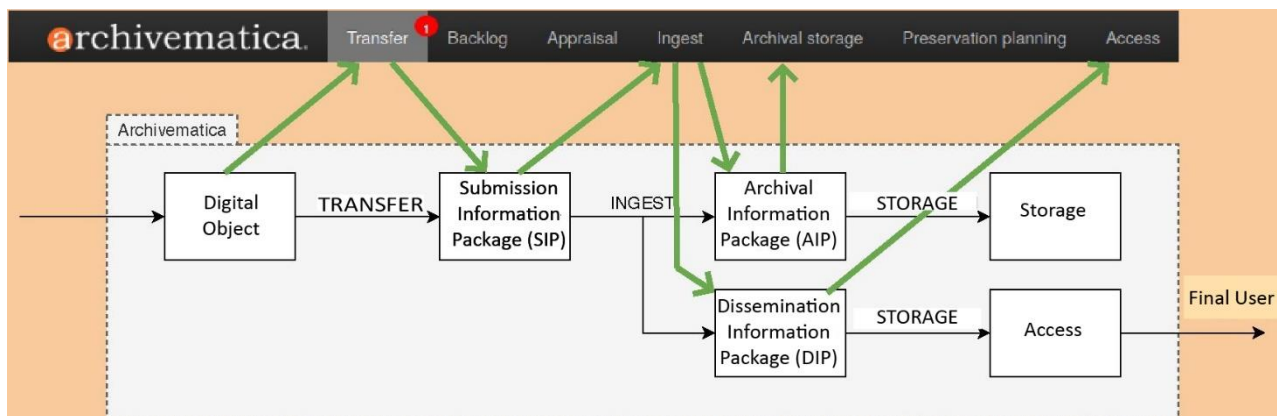 archivematica.
Transfer 1 Backlog Appraisal Ingest Archival storage Preservation planning Access
Archivematica
Digital
Object
TRANSFER
Submission
Information
Package (SIP)
INGEST
Archival
Information
Package (AIP)
STORAGE
Storage
Dissemination
Information
Package (DIP)
STORAGE
Access
Final User